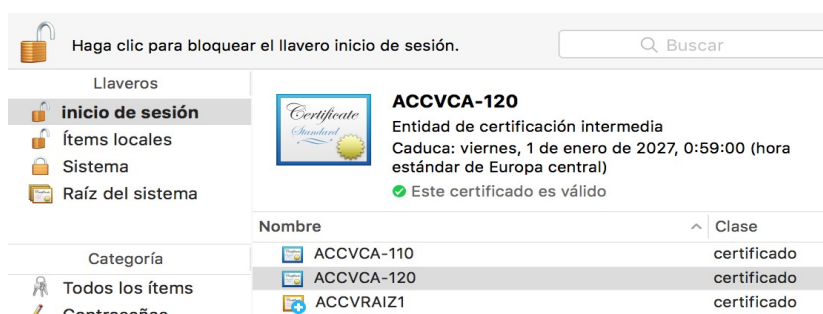 Haga clic para bloquear el llavero inicio de sesión.
Buscar
Llaveros
inicio de sesión
Ítems locales
Sistema
Raíz del sistema
Certificate
Standard
ACCVCA-120
Entidad de certificación intermedia
Caduca: viernes, 1 de enero de 2027, 0:59:00 (hora
estándar de Europa central)
Este certificado es válido
Nombre Clase
ACCVCA-110 certificado
ACCVCA-120 certificado
ACCVRAIZ1 certificado
Categoría
Todos los ítems
Contraseñas